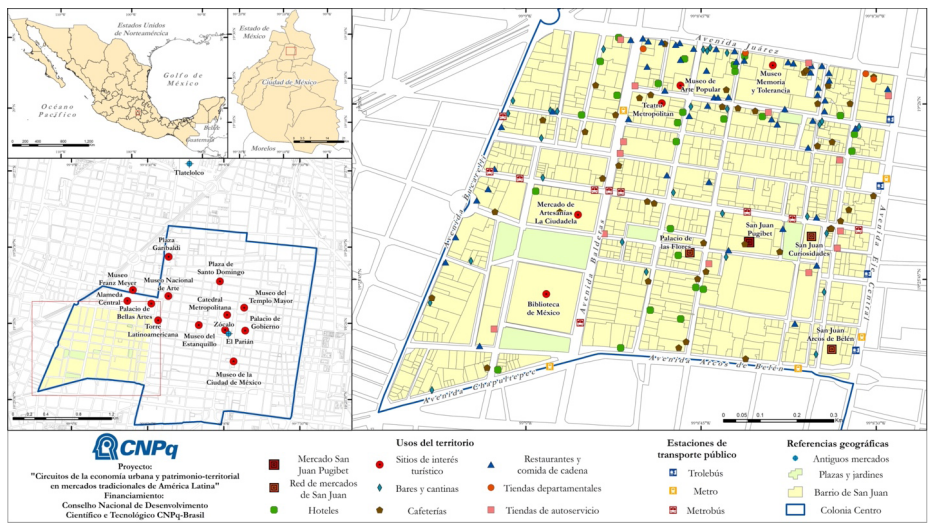 Estados Unidos
de Norteamérica
Golfo de
México
Océano
Pacífico
Belice
Guatemala
Estado de
México
Ciudad de México
Morelos
Tlatelolco
Plaza
Garibaldi
Plaza de
Santo Domingo
Museo
Franz Meyer
Museo Nacional
de Arte
Museo del
Templo Mayor
Alameda
Central
Catedral
Metropolitana
Palacio de
Bellas Artes
Zócalo
Palacio de
Gobierno
Torre
Latinoamericana
El Parián
Museo del
Estanquillo
Museo de la
Ciudad de México
0 0.2 0.4 0.8 1.2
Avenida Juárez
Museo de
Arte Popular
Museo
Memoria
y Tolerancia
Teatro
Metropolitan
Avenida Bucareli
Mercado de
Artesanías
La Ciudadela
Avenida Balderas
Palacio de
las Flores
San Juan
Pugibet
San Juan
Curiosidades
Avenida Eje Central
Biblioteca
de México
San Juan
Arcos de Belén
Avenida Chapultepec
Avenida Arcos de Belén
0 0.05 0.1 0.2 0.3
CNPq
Proyecto:
"Circuitos de la economía urbana y patrimonio-territorial
en mercados tradicionales de América Latina"
Financiamiento:
Conselho Nacional de Desenvolvimento
Científico e Tecnológico CNPq-Brasil
Usos del territorio
Mercado San
Juan Pugibet
Red de mercados
de San Juan
Hoteles
Sitios de interés
turístico
Bares y cantinas
Cafeterías
Restaurantes y
comida de cadena
Tiendas departamentales
Tiendas de autoservicio
Estaciones de
transporte público
Trolebús
Metro
Metrobús
Referencias geográficas
Antiguos mercados
Plazas y jardines
Barrio de San Juan
Colonia Centro